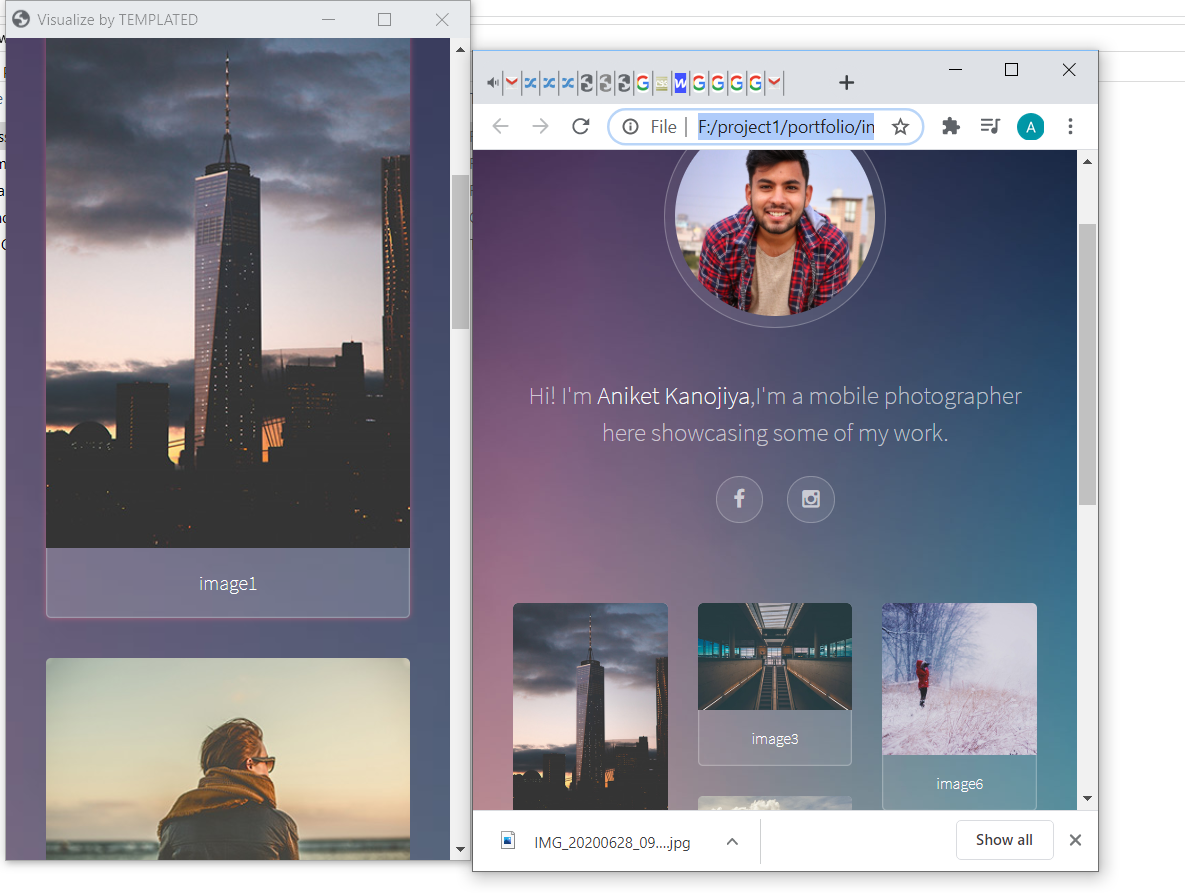 Visualize by TEMPLATED
image1
File
F:/project1/portfolio/in
A
Hi! I'm Aniket Kanojiya,I'm a mobile photographer
here showcasing some of my work.
image3
image6
IMG_20200628_09....jpg
Show all